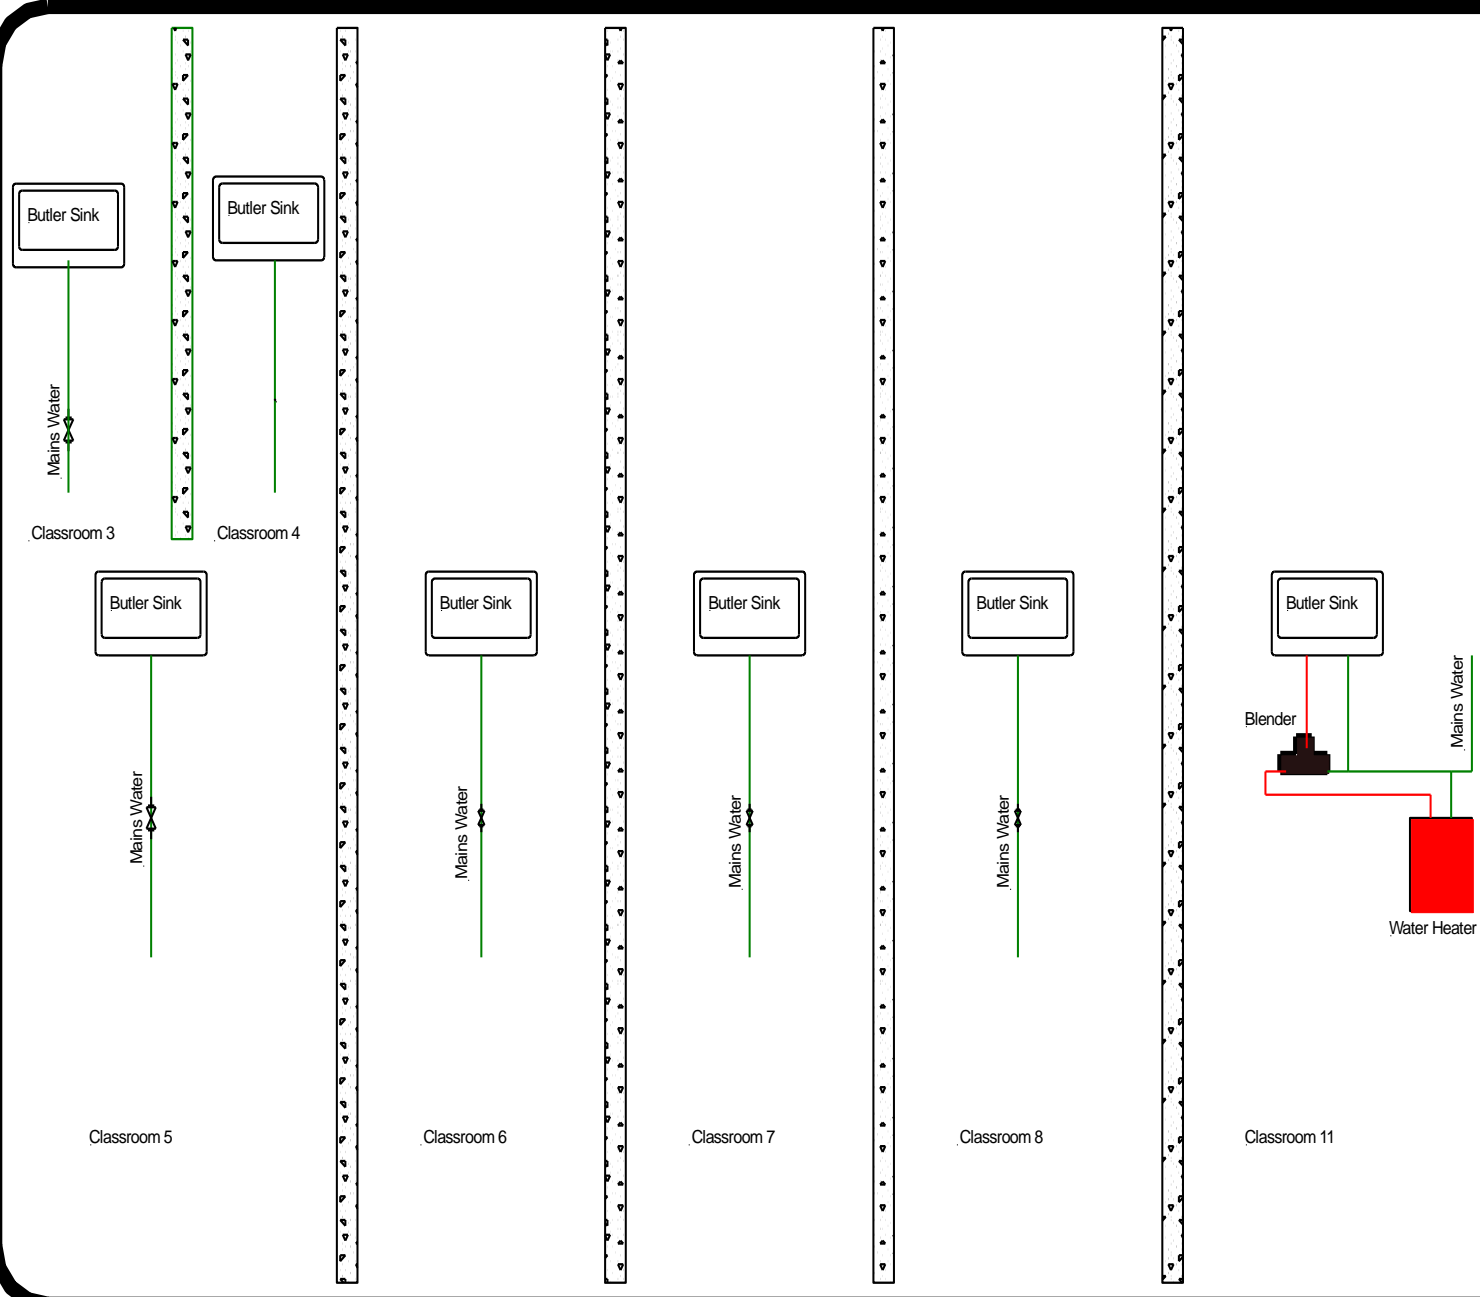 Butler Sink
Butler Sink
Mains Water
Classroom 3
Classroom 4
Butler Sink
Butler Sink
Butler Sink
Butler Sink
Butler Sink
Mains Water
Blender
Mains Water
Mains Water
Mains Water
Mains Water
Water Heater
Classroom 5
Classroom 6
Classroom 7
Classroom 8
Classroom 11